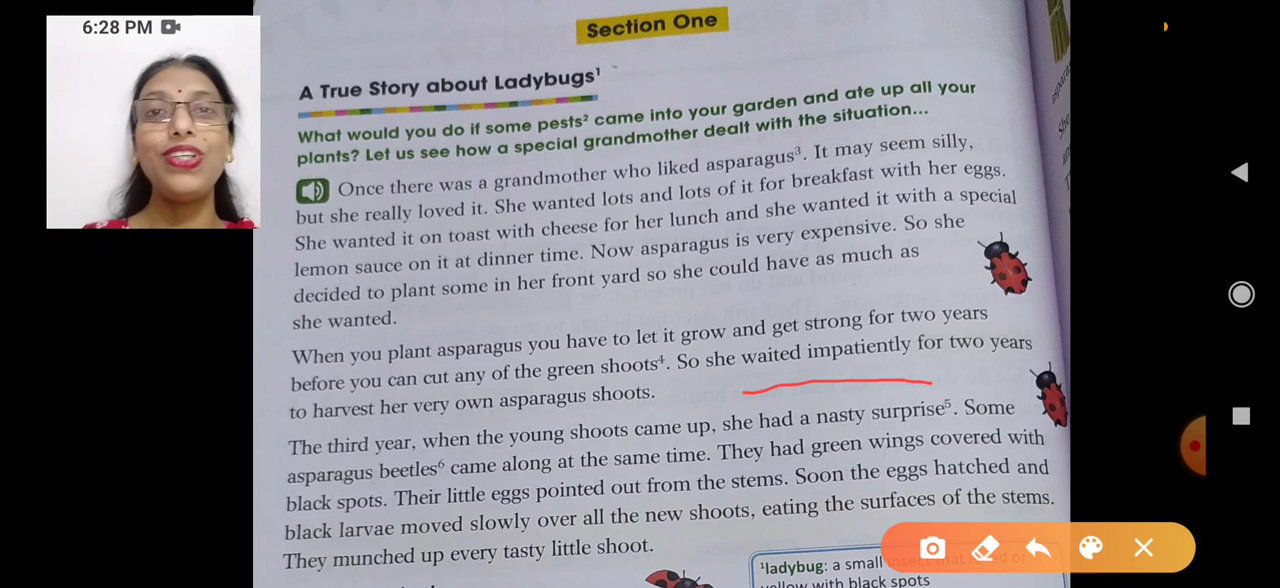 6:28 PM
Section One
A True Story about Ladybugs¹
What would you do if some pests² came into your garden and ate up all your
plants? Let us see how a special grandmother dealt with the situation...
Once there was a grandmother who liked asparagus³. It may seem silly,
but she really loved it. She wanted lots and lots of it for breakfast with her eggs.
She wanted it on toast with cheese for her lunch and she wanted it with a special
lemon sauce on it at dinner time. Now asparagus is very expensive. So she
decided to plant some in her front yard so she could have as much as
she wanted.
When you plant asparagus you have to let it grow and get strong for two years
before you can cut any of the green shoots⁴. So she waited impatiently for two years
to harvest her very own asparagus shoots.
The third year, when the young shoots came up, she had a nasty surprise⁵. Some
asparagus beetles⁶ came along at the same time. They had green wings covered with
black spots. Their little eggs pointed out from the stems. Soon the eggs hatched and
black larvae moved slowly over all the new shoots, eating the surfaces of the stems.
They munched up every tasty little shoot.
¹ladybug: a small
yellow with black spots